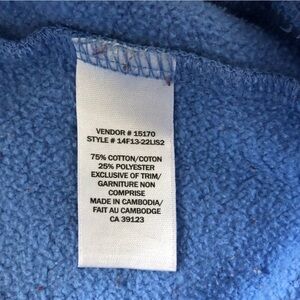 VENDOR # 15170
STYLE # 14F13-22LIS2
75% COTTON/COTON
25% POLYESTER
EXCLUSIVE OF TRIM/
GARNITURE NON
COMPRISE
MADE IN CAMBODIA/
FAIT AU CAMBODGE
CA 39123